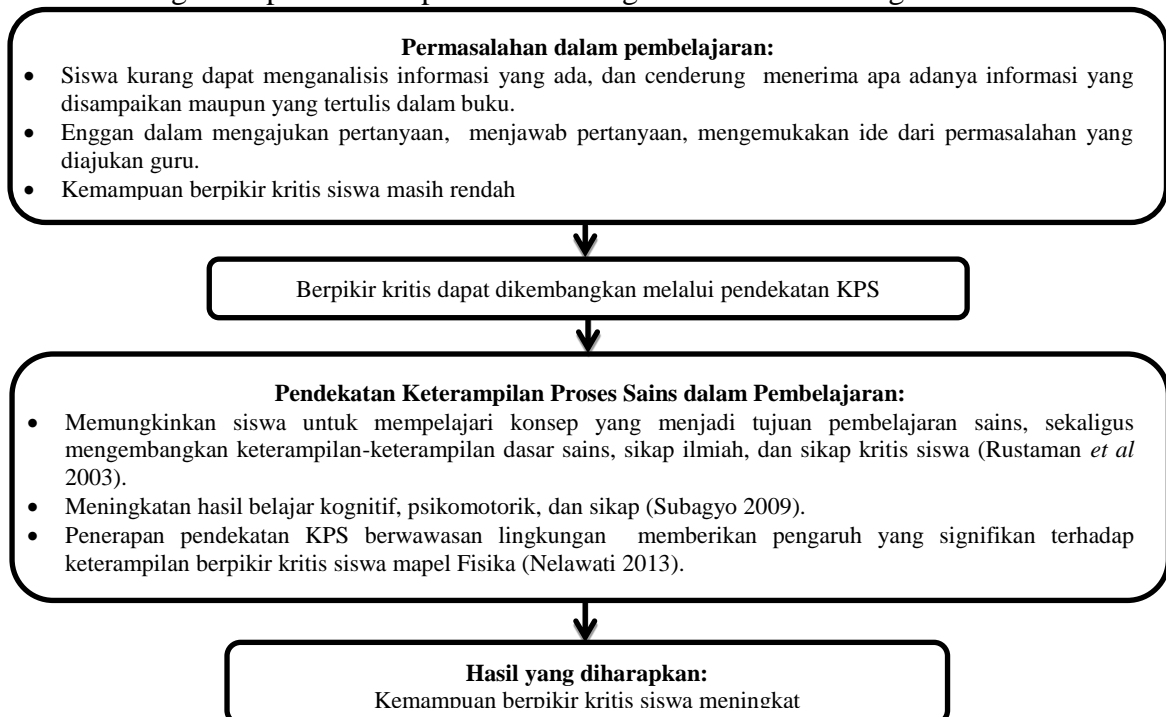 Permasalahan dalam pembelajaran:
• Siswa kurang dapat menganalisis informasi yang ada, dan cenderung menerima apa adanya informasi yang
disampaikan maupun yang tertulis dalam buku.
• Enggan dalam mengajukan pertanyaan, menjawab pertanyaan, mengemukakan ide dari permasalahan yang
diajukan guru.
• Kemampuan berpikir kritis siswa masih rendah
Berpikir kritis dapat dikembangkan melalui pendekatan KPS
Pendekatan Keterampilan Proses Sains dalam Pembelajaran:
• Memungkinkan siswa untuk mempelajari konsep yang menjadi tujuan pembelajaran sains, sekaligus
mengembangkan keterampilan-keterampilan dasar sains, sikap ilmiah, dan sikap kritis siswa (Rustaman et al
2003).
• Meningkatan hasil belajar kognitif, psikomotorik, dan sikap (Subagyo 2009).
• Penerapan pendekatan KPS berwawasan lingkungan memberikan pengaruh yang signifikan terhadap
keterampilan berpikir kritis siswa mapel Fisika (Nelawati 2013).
Hasil yang diharapkan:
Kemampuan berpikir kritis siswa meningkat